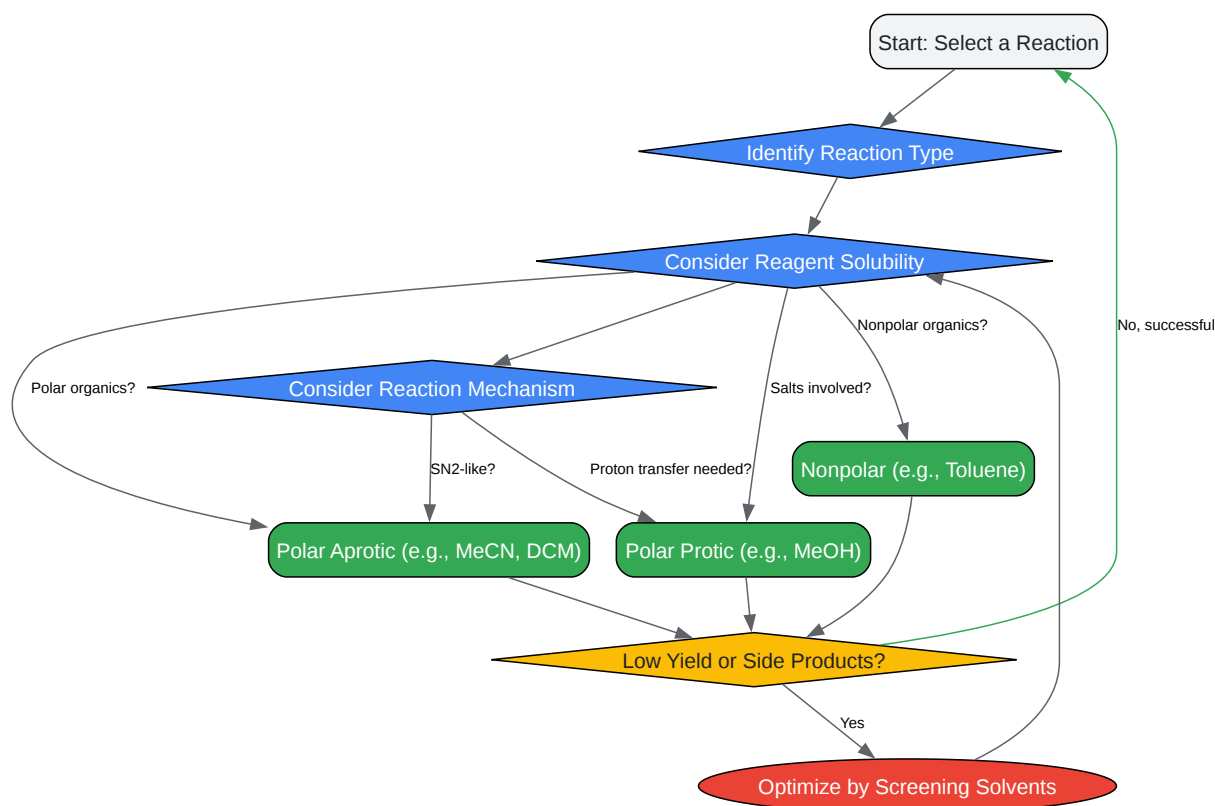 Start: Select a Reaction
Identify Reaction Type
Consider Reagent Solubility
Nonpolar organics?
No, successful
Polar organics?
Consider Reaction Mechanism
Salts involved?
SN2-like?
Proton transfer needed?
Nonpolar (e.g., Toluene)
Polar Aprotic (e.g., MeCN, DCM)
Polar Protic (e.g., MeOH)
Low Yield or Side Products?
Yes
Optimize by Screening Solvents